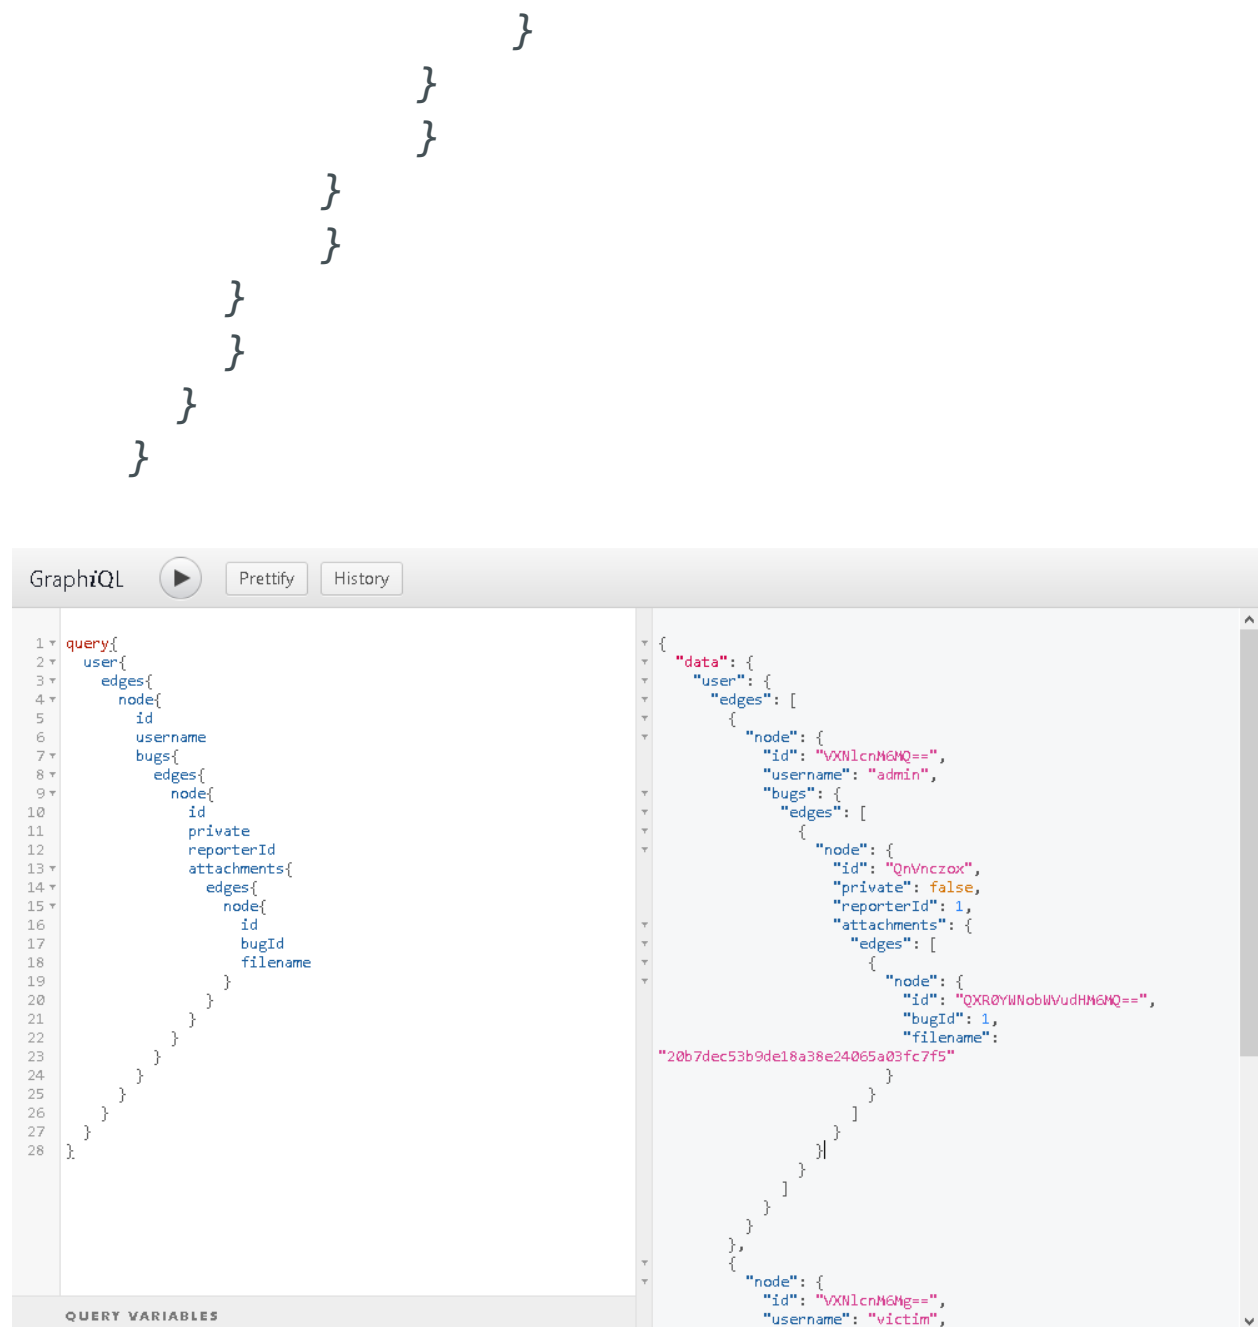 }
}
}
}
}
}
}
}
}
GraphiQL Prettify History
1 query{
2 user{
3 edges{
4 node{
5 id
6 username
7 bugs{
8 edges{
9 node{
10 id
11 private
12 reporterId
13 attachments{
14 edges{
15 node{
16 id
17 bugId
18 filename
19 }
20 }
21 }
22 }
23 }
24 }
25 }
26 }
27 }
28 }
QUERY VARIABLES
{
"data": {
"user": {
"edges": [
{
"node": {
"id": "VXNlcnM6MQ==",
"username": "admin",
"bugs": {
"edges": [
{
"node": {
"id": "QnVnczox",
"private": false,
"reporterId": 1,
"attachments": {
"edges": [
{
"node": {
"id": "QXR0YWNobWVudHM6MQ==",
"bugId": 1,
"filename":
"20b7dec53b9de18a38e24065a03fc7f5"
}
}
]
}
}
}
]
}
}
},
{
"node": {
"id": "VXNlcnM6Mg==",
"username": "victim",